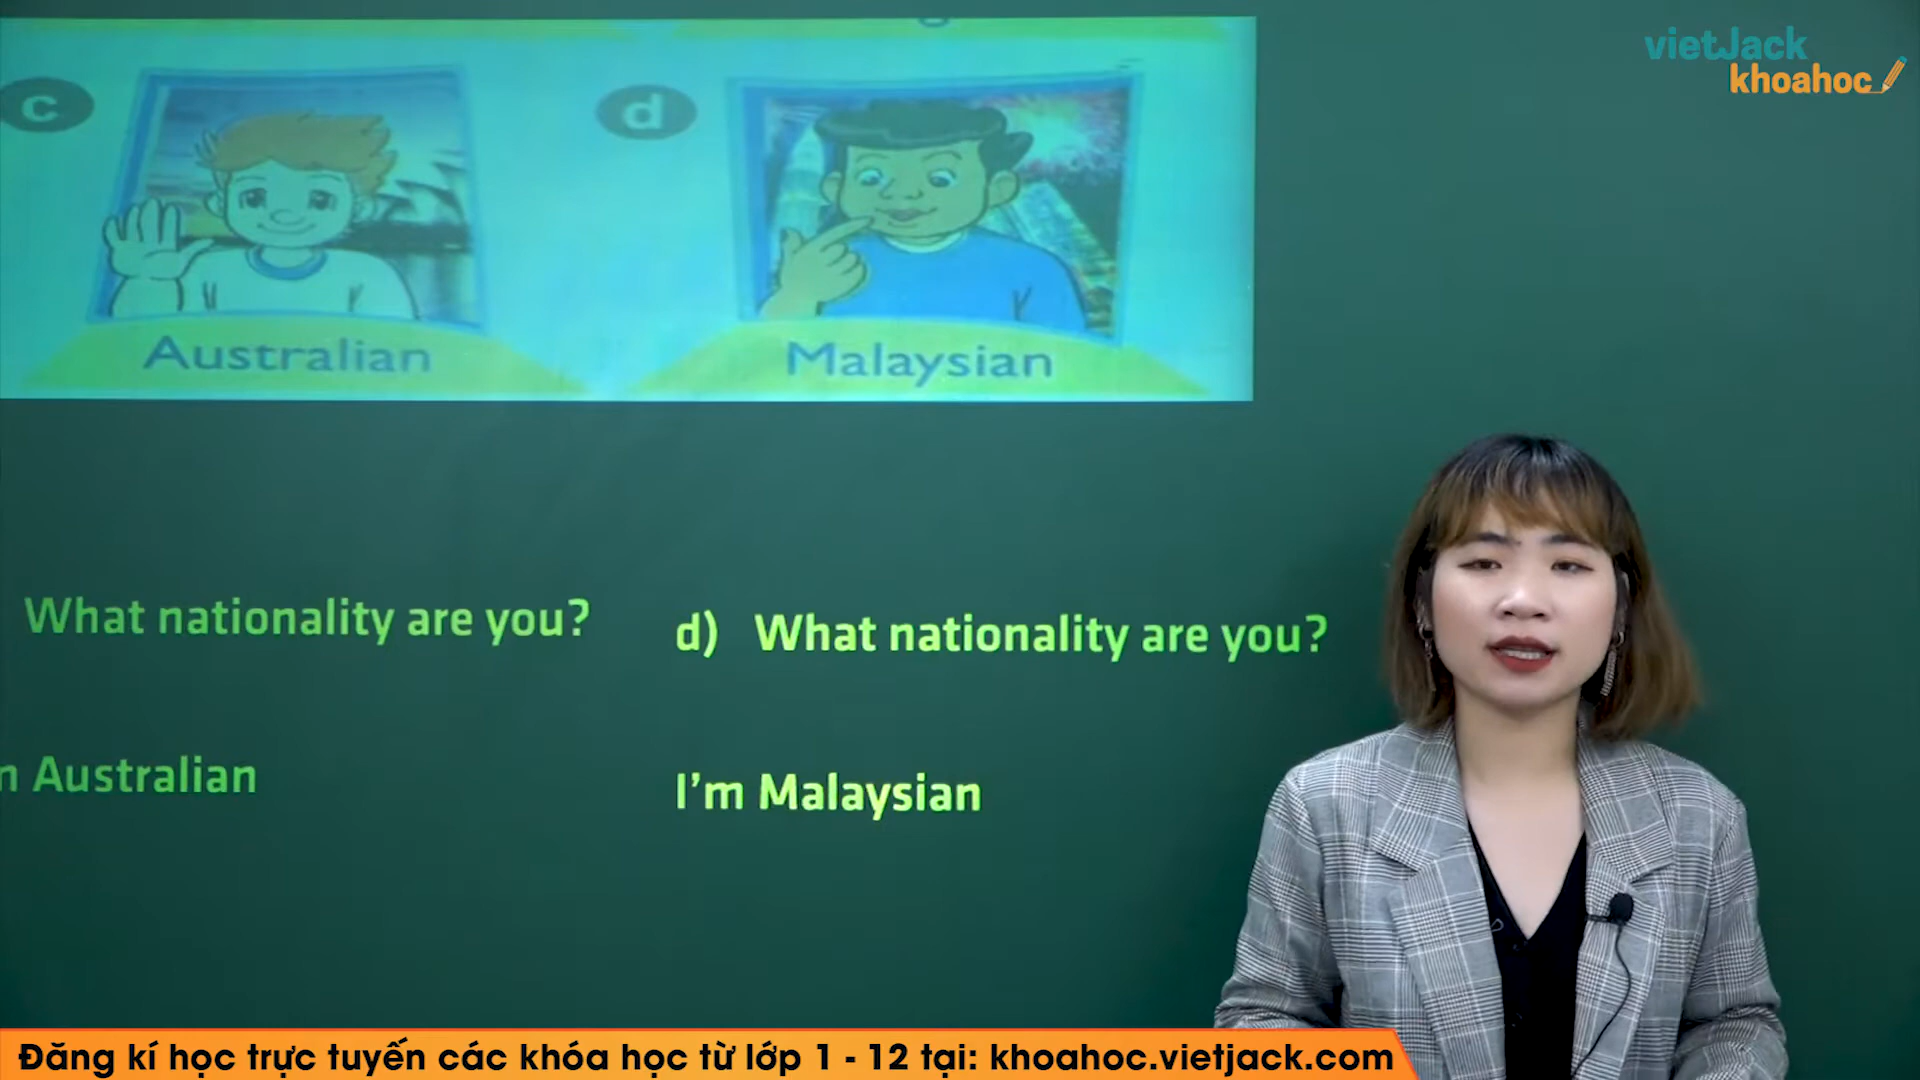 vietJack
khoahoc
c
d
Australian
Malaysian
What nationality are you?
d) What nationality are you?
Australian
I'm Malaysian
Đăng kí học trực tuyến các khóa học từ lớp 1 - 12 tại: khoahoc.vietjack.com